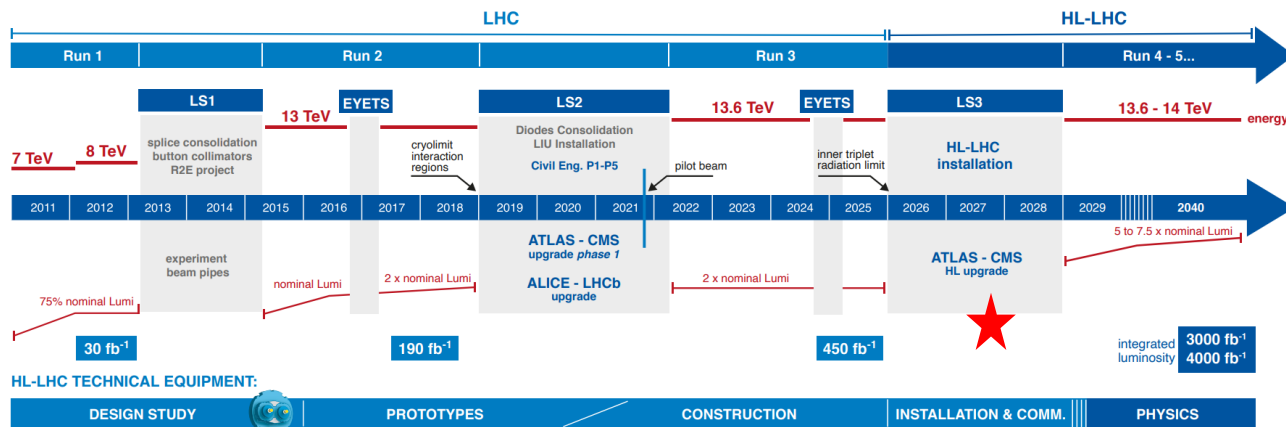 LHC
HL-LHC
Run 1
Run 2
Run 3
Run 4 - 5...
LS1
EYETS
LS2
EYETS
LS3
7 TeV
8 TeV
13 TeV
13.6 TeV
13.6 - 14 TeV
energy
splice consolidation
button collimators
R2E project
cryolimit
interaction
regions
Diodes Consolidation
LIU Installation
Civil Eng. P1-P5
pilot beam
inner triplet
radiation limit
HL-LHC
installation
2011
2012
2013
2014
2015
2016
2017
2018
2019
2020
2021
2022
2023
2024
2025
2026
2027
2028
2029
2040
experiment
beam pipes
ATLAS - CMS
upgrade phase 1
ALICE - LHCb
upgrade
ATLAS - CMS
HL upgrade
75% nominal Lumi
nominal Lumi
2 x nominal Lumi
2 x nominal Lumi
5 to 7.5 x nominal Lumi
30 fb⁻¹
190 fb⁻¹
450 fb⁻¹
integrated
luminosity
3000 fb⁻¹
4000 fb⁻¹
HL-LHC TECHNICAL EQUIPMENT:
DESIGN STUDY
PROTOTYPES
CONSTRUCTION
INSTALLATION & COMM.
PHYSICS